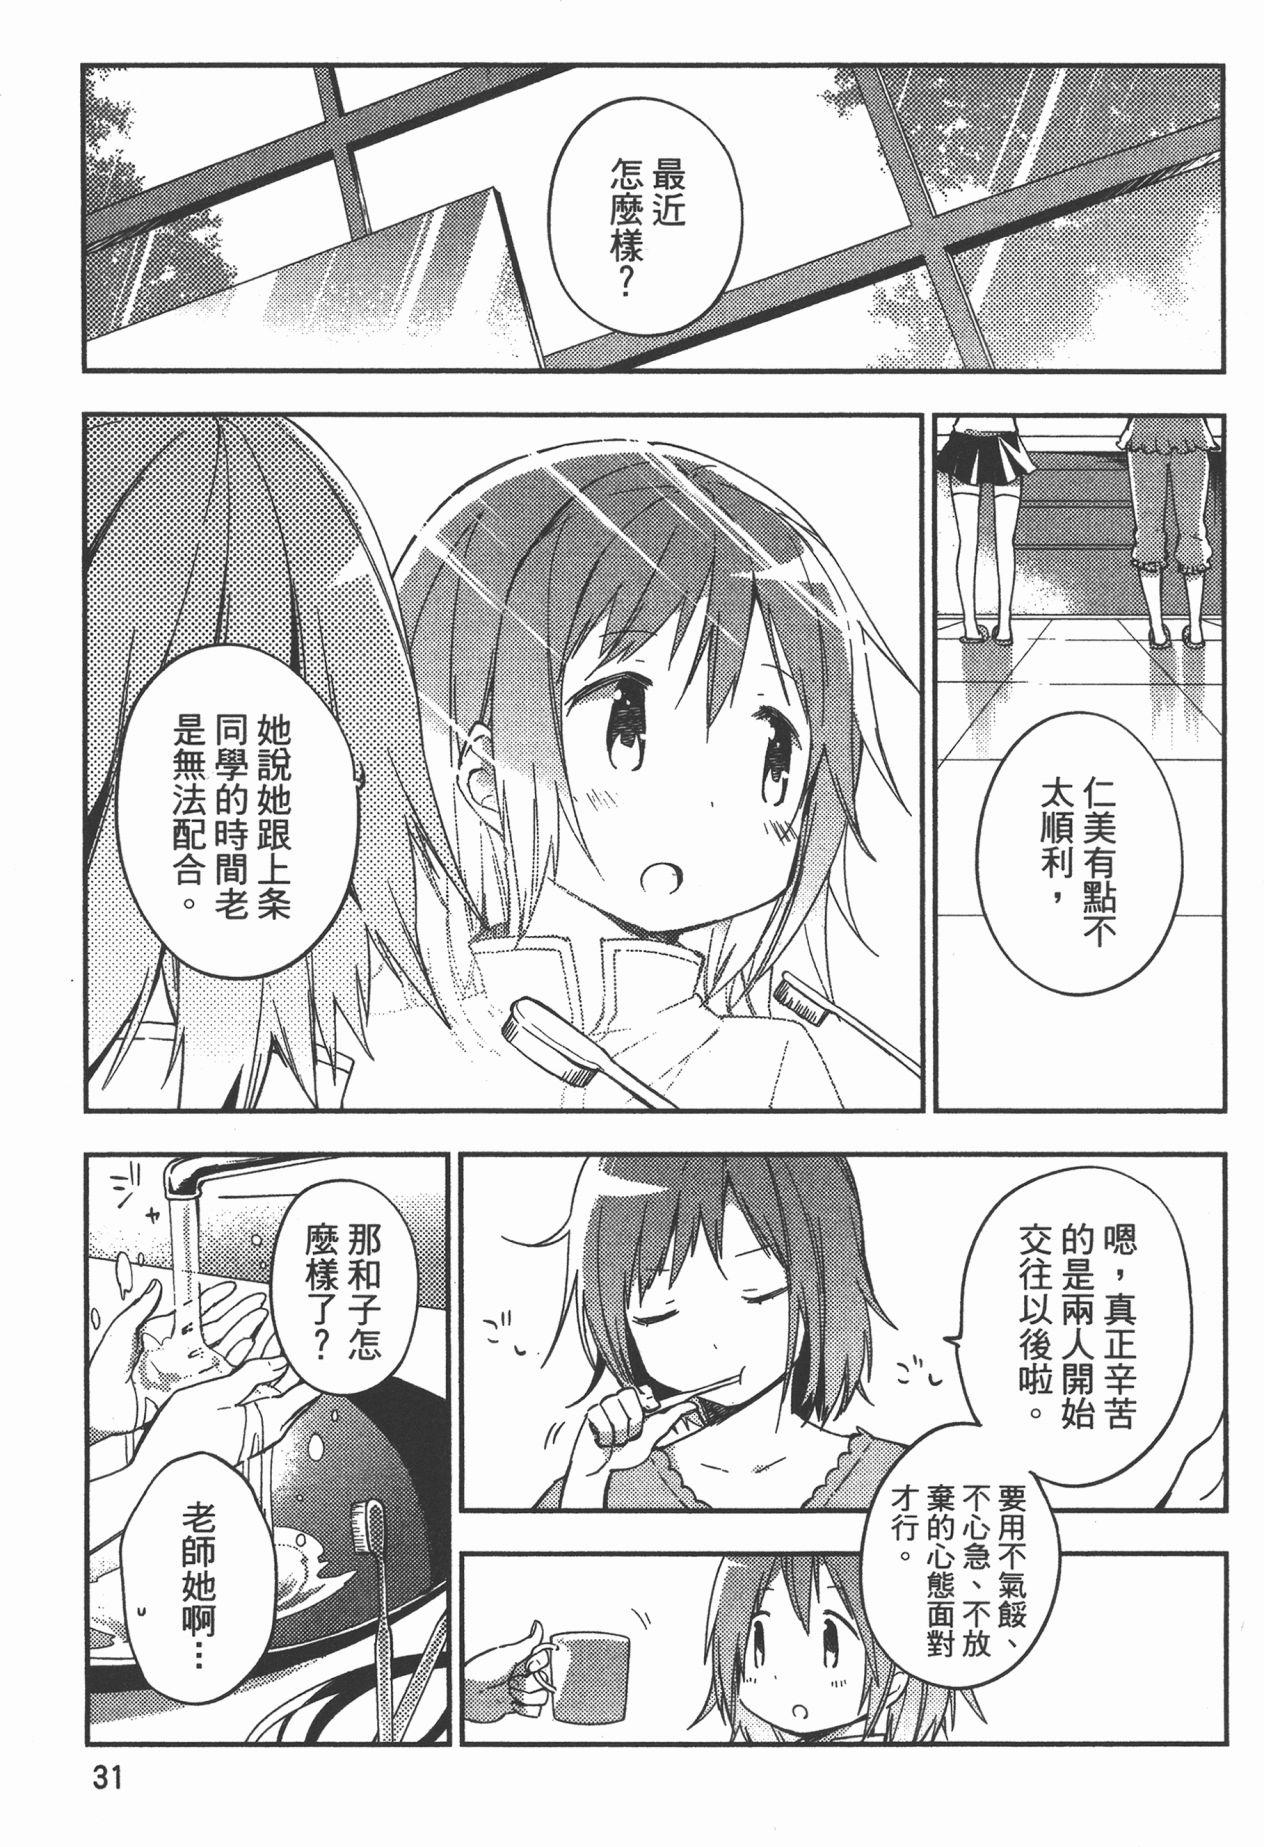 最近
怎麼樣？
仁美有點不
太順利，
她說她跟上条
同學的時間老
是無法配合。
嗯，真正辛苦
的是兩人開始
交往以後啦。
要用不氣餒、
不心急、不放
棄的心態面對
才行。
那和子怎
麼樣了？
老師她啊…
31